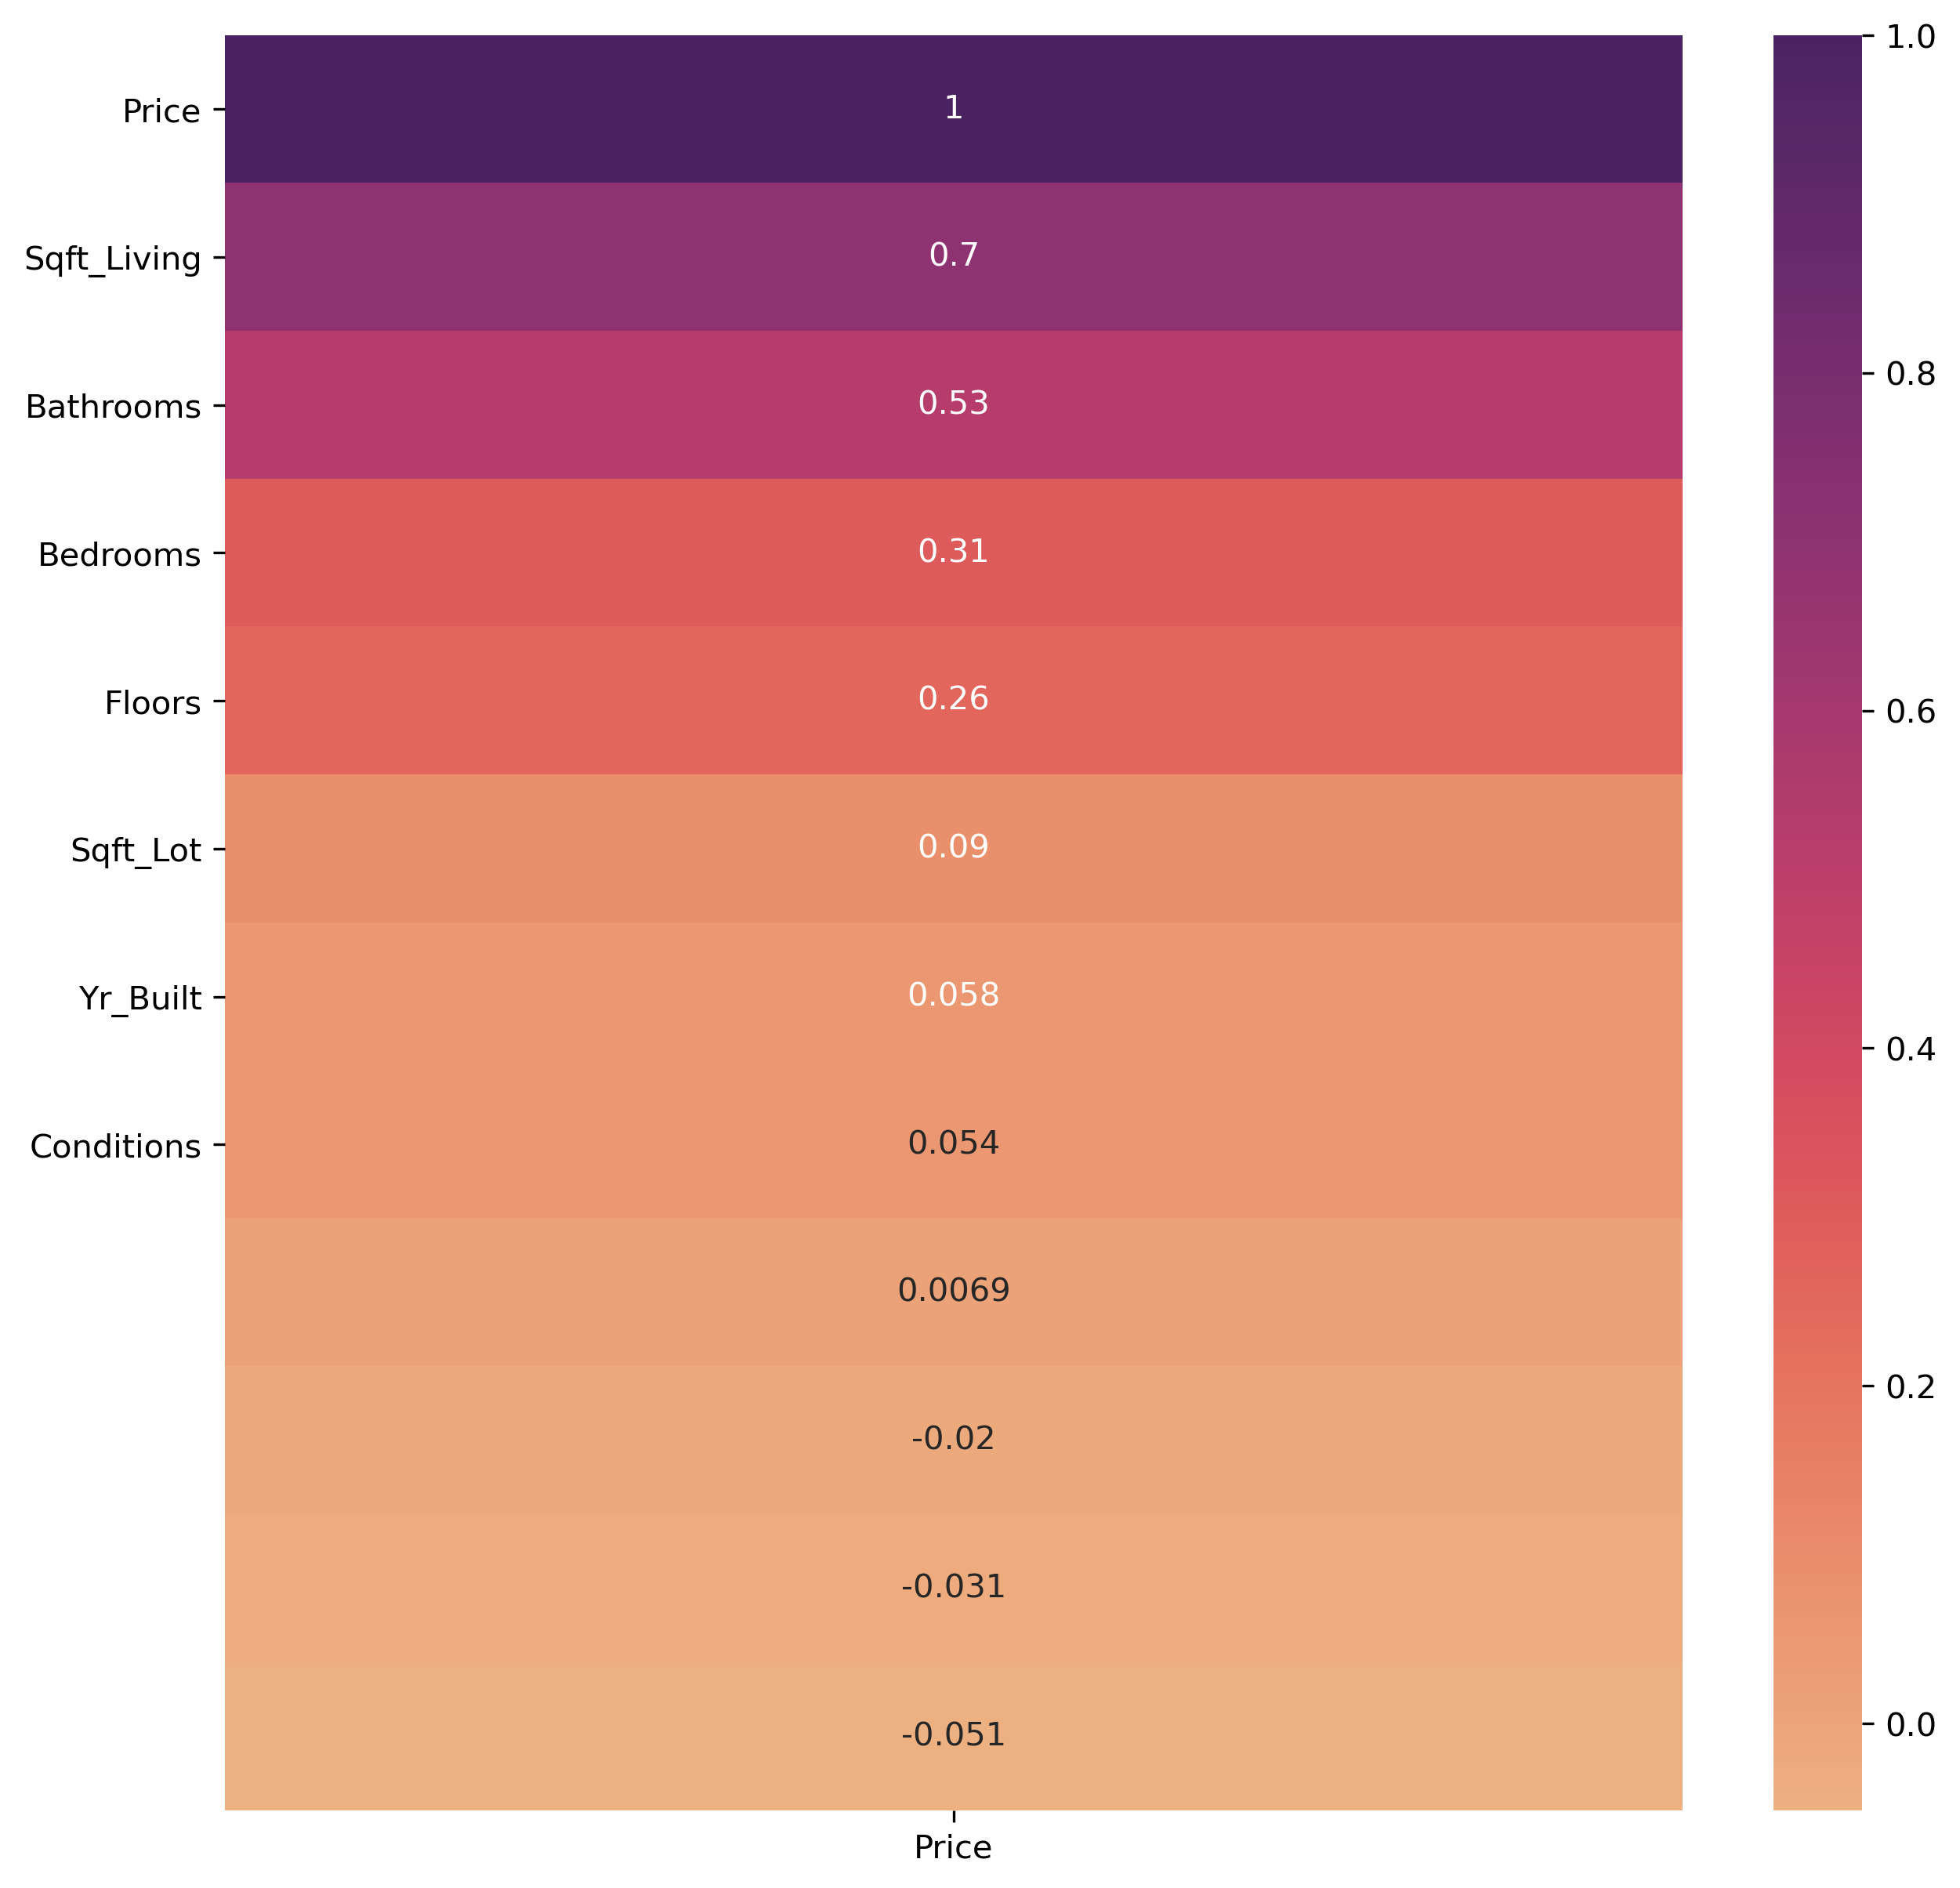 Price 1
Sqft_Living 0.7
Bathrooms 0.53
Bedrooms 0.31
Floors 0.26
Sqft_Lot 0.09
Yr_Built 0.058
Conditions 0.054
0.0069
-0.02
-0.031
-0.051
Price
1.0
0.8
0.6
0.4
0.2
0.0